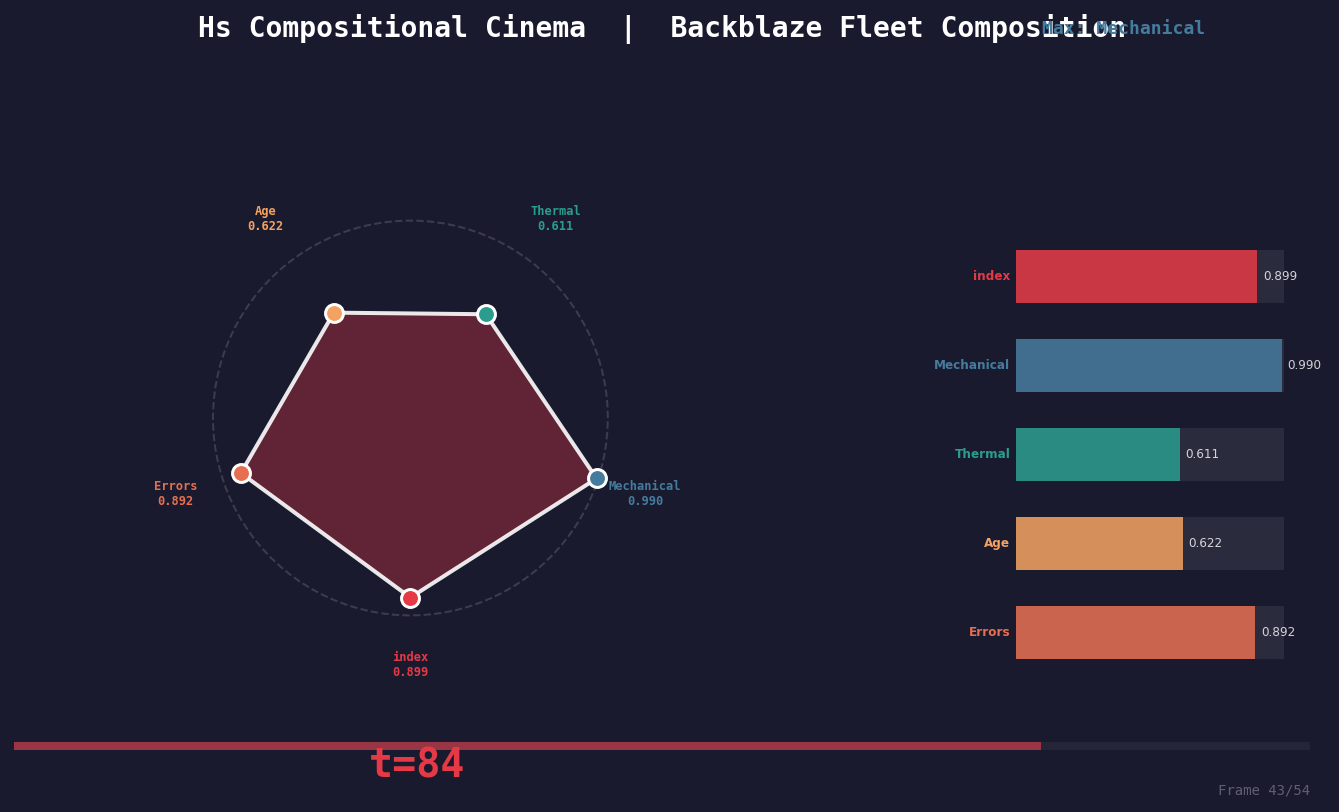 Hs Compositional Cinema | Backblaze Fleet Composition
Max: Mechanical
Age
0.622
Thermal
0.611
Errors
0.892
Mechanical
0.990
index
0.899
index
0.899
Mechanical
0.990
Thermal
0.611
Age
0.622
Errors
0.892
t=84
Frame 43/54